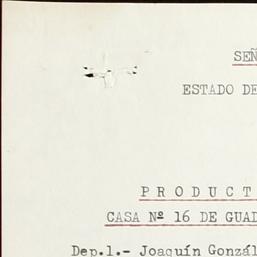 SEÑ
ESTADO DE
PRODUCT
CASA Nº 16 DE GUAD
Dep.1.- Joaquín Gonzál